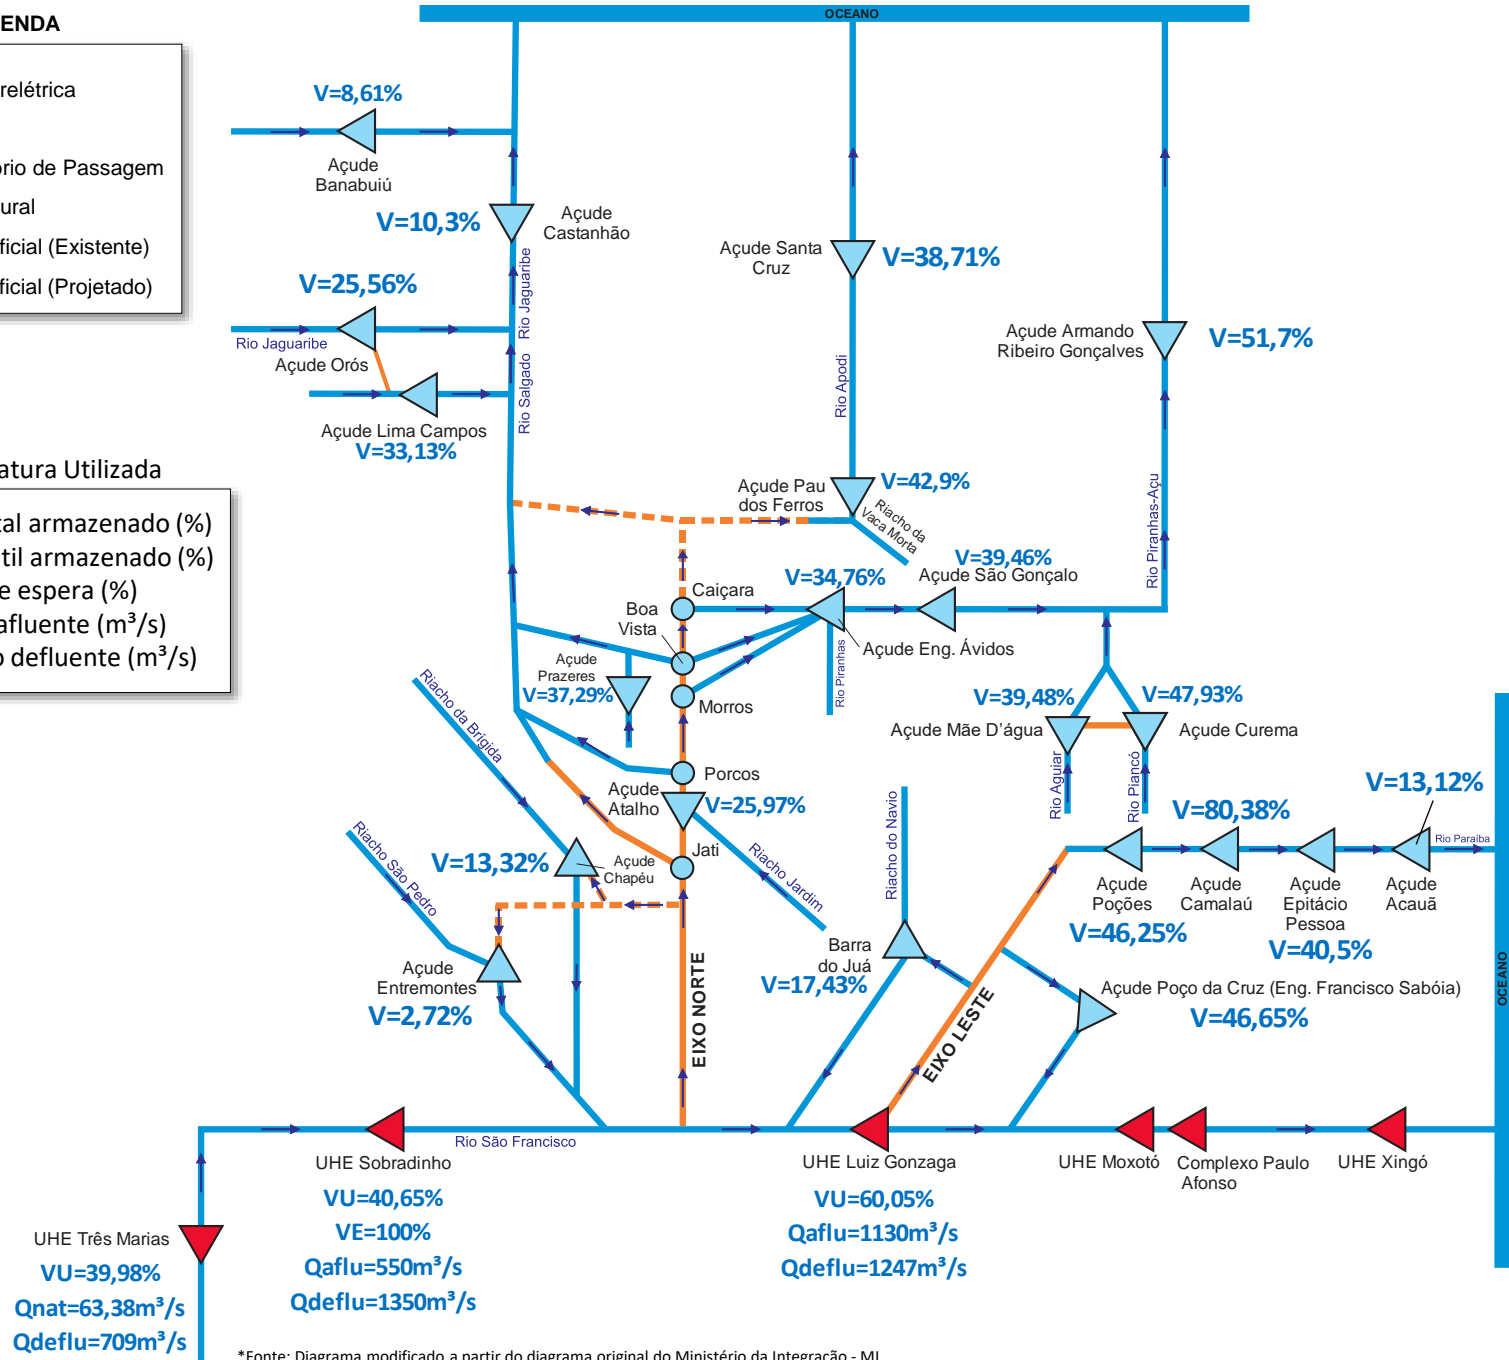 OCEANO
ENDA
relétrica
ório de Passagem
ural
ficial (Existente)
ficial (Projetado)
V=8,61%
Açude
Banabuiú
V=10,3%
Açude
Castanhão
V=25,56%
Rio Jaguaribe
Açude Orós
Rio Jaguaribe
Rio Salgado
Açude Lima Campos
V=33,13%
Açude Santa
Cruz
V=38,71%
Rio Apodi
Açude Armando
Ribeiro Gonçalves
V=51,7%
Rio Piranhas-Açu
atura Utilizada
tal armazenado (%)
til armazenado (%)
e espera (%)
afluente (m³/s)
o defluente (m³/s)
Açude Pau
dos Ferros
V=42,9%
Riacho da
Vaca Morta
V=39,46%
Açude São Gonçalo
V=34,76%
Caiçara
Boa
Vista
Açude Eng. Ávidos
Rio Piranhas
Açude
Prazeres
V=37,29%
Morros
Riacho da Brígida
V=39,48%
V=47,93%
Açude Mãe D'água
Açude Curema
Rio Aguiar
Rio Piancó
Porcos
Açude
Atalho
V=25,97%
Jati
Riacho Jardim
V=13,32%
Açude
Chapéu
Riacho São Pedro
Riacho do Navio
V=13,12%
V=80,38%
Rio Paraiba
Açude
Poções
V=46,25%
Açude
Camalaú
Açude
Epitácio
Pessoa
V=40,5%
Açude
Acauã
Açude
Entremontes
V=2,72%
Barra
do Juá
V=17,43%
EIXO NORTE
EIXO LESTE
Açude Poço da Cruz (Eng. Francisco Sabóia)
V=46,65%
OCEANO
Rio São Francisco
UHE Sobradinho
VU=40,65%
VE=100%
Qaflu=550m³/s
Qdeflu=1350m³/s
UHE Luiz Gonzaga
VU=60,05%
Qaflu=1130m³/s
Qdeflu=1247m³/s
UHE Moxotó
Complexo Paulo
Afonso
UHE Xingó
UHE Três Marias
VU=39,98%
Qnat=63,38m³/s
Qdeflu=709m³/s
*Fonte: Diagrama modificado a partir do diagrama original do Ministério da Integração - MI